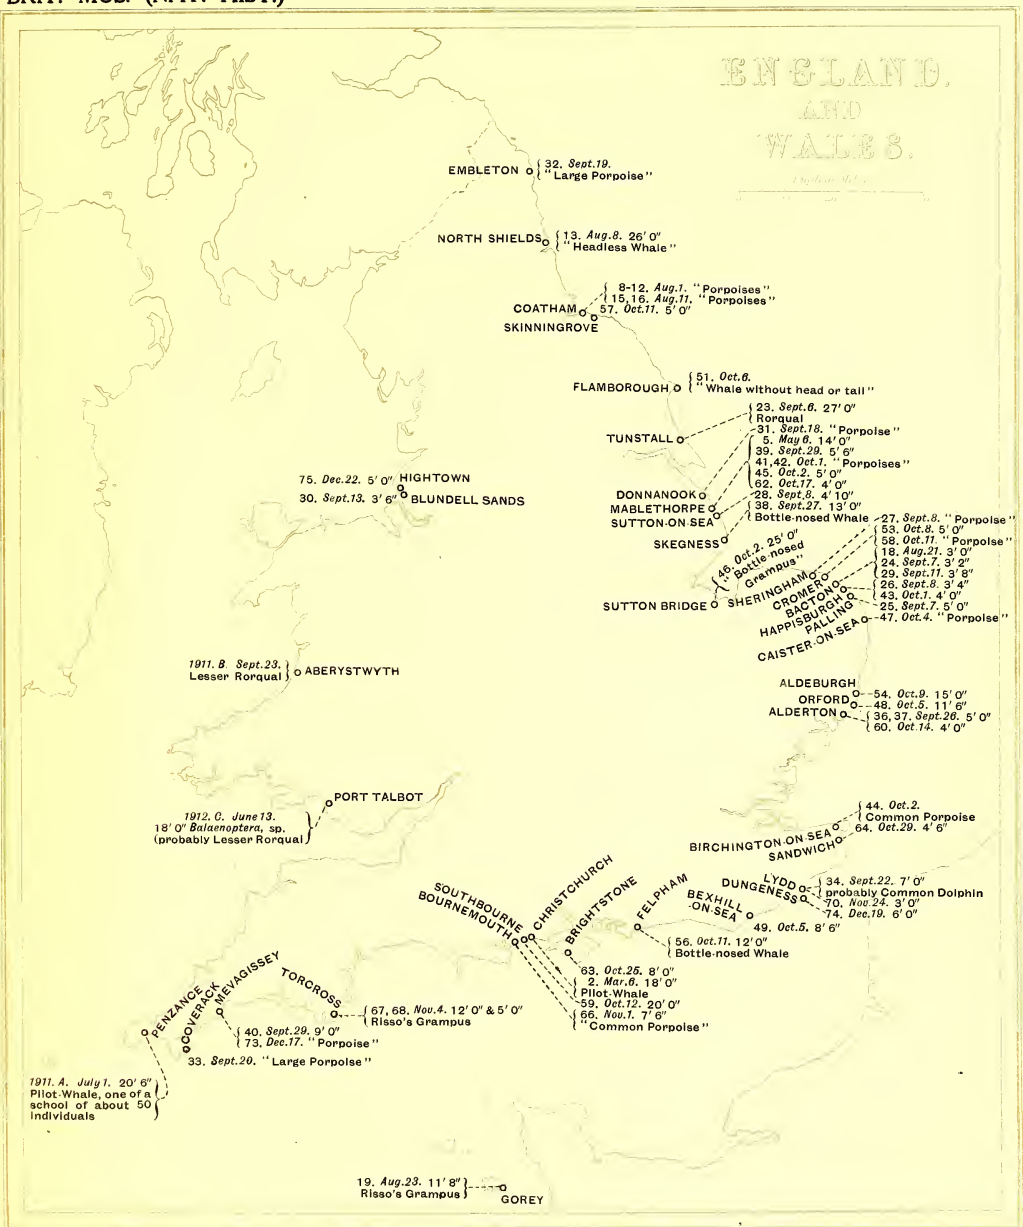 BRIT. MUS. (NAT. HIST.)
ENGLAND.
AND
WALES.
EMBLETON
32. Sept.19.
"Large Porpoise"
NORTH SHIELDS
13. Aug.8. 26'0"
"Headless Whale"
8-12. Aug.1. "Porpoises"
15,16. Aug.11. "Porpoises"
COATHAM
57. Oct.11. 5'0"
SKINNINGROVE
FLAMBOROUGH
51. Oct.6.
"Whale without head or tail"
TUNSTALL
23. Sept.6. 27'0"
Rorqual
31. Sept.18. "Porpoise"
5. May 6. 14'0"
39. Sept.29. 5'6"
41,42. Oct.1. "Porpoises"
45. Oct.2. 5'0"
62. Oct.17. 4'0"
DONNANOOK
MABLETHORPE
SUTTON-ON SEA
28. Sept.8. 4'10"
38. Sept.27. 13'0"
Bottle-nosed Whale
SKEGNESS
75. Dec.22. 5'0" HIGHTOWN
30. Sept.13. 3'6" BLUNDELL SANDS
46. Oct.2. 25'0"
"Bottle-nosed
Grampus"
SUTTON BRIDGE
SHERINGHAM
CROMER
BACTON
HAPPISBURGH
PALLING
CAISTER-ON-SEA
27. Sept.8. "Porpoise"
53. Oct.8. 5'0"
58. Oct.11. "Porpoise"
18. Aug.21. 3'0"
24. Sept.7. 3'2"
29. Sept.11. 3'8"
26. Sept.8. 3'4"
43. Oct.1. 4'0"
25. Sept.7. 5'0"
47. Oct.4. "Porpoise"
1911. B. Sept.23.
Lesser Rorqual
ABERYSTWYTH
ALDEBURGH
54. Oct.9. 15'0"
ORFORD
48. Oct.5. 11'6"
ALDERTON
36,37. Sept.26. 5'0"
60. Oct.14. 4'0"
PORT TALBOT
1912. C. June 13.
18'0" Balaenoptera, sp.
(probably Lesser Rorqual)
44. Oct.2.
Common Porpoise
BIRCHINGTON-ON-SEA
64. Oct.29. 4'6"
SANDWICH
LYDD
DUNGENESS
34. Sept.22. 7'0"
probably Common Dolphin
70. Nov.24. 3'0"
74. Dec.19. 6'0"
BEXHILL
-ON-SEA
49. Oct.5. 8'6"
FELPHAM
56. Oct.11. 12'0"
Bottle-nosed Whale
BRIGHTSTONE
CHRISTCHURCH
SOUTHBOURNE
BOURNEMOUTH
63. Oct.25. 8'0"
2. Mar.6. 18'0"
Pilot-Whale
59. Oct.12. 20'0"
66. Nov.1. 7'6"
"Common Porpoise"
TORCROSS
67, 68. Nov.4. 12'0" & 5'0"
Risso's Grampus
MEVAGISSEY
40. Sept.29. 9'0"
73. Dec.17. "Porpoise"
COVERACK
33. Sept.20. "Large Porpoise"
PENZANCE
1911. A. July 1. 20'6"
Pilot-Whale, one of a
school of about 50
individuals
19. Aug.23. 11'8"
Risso's Grampus
GOREY